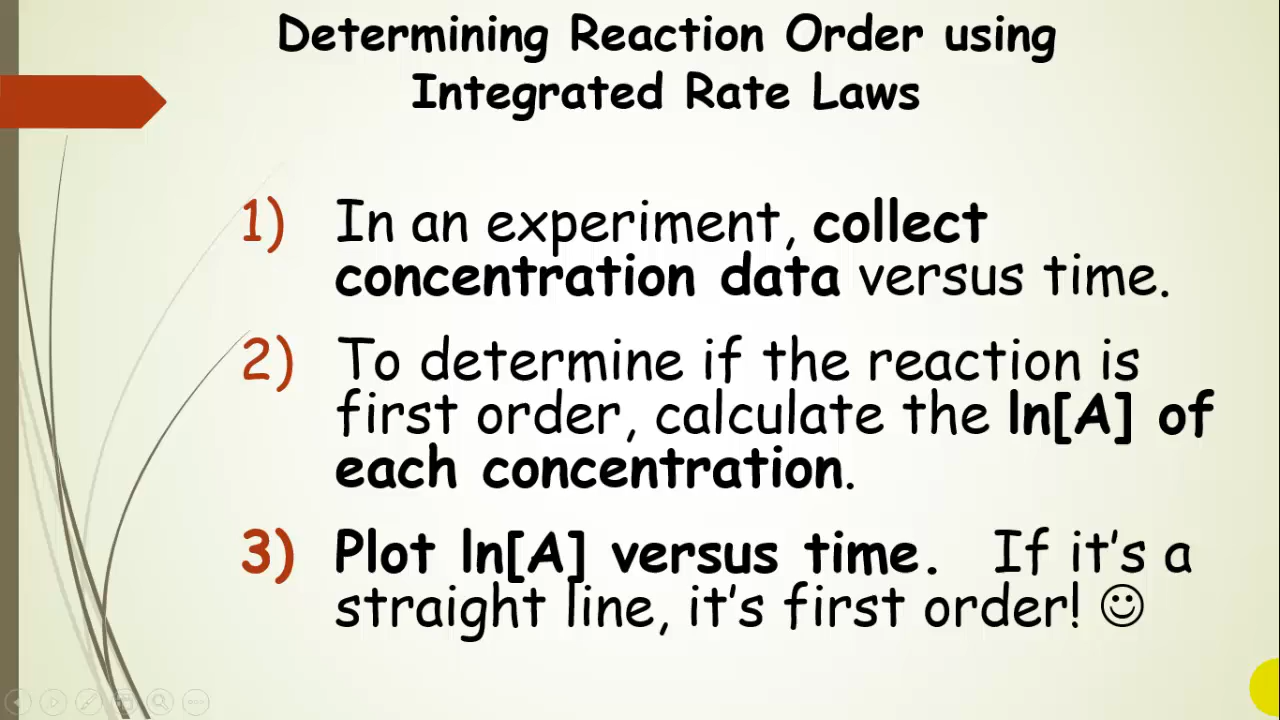 Determining Reaction Order using
Integrated Rate Laws
1) In an experiment, collect
concentration data versus time.
2) To determine if the reaction is
first order, calculate the ln[A] of
each concentration.
3) Plot ln[A] versus time. If it’s a
straight line, it’s first order! ☺